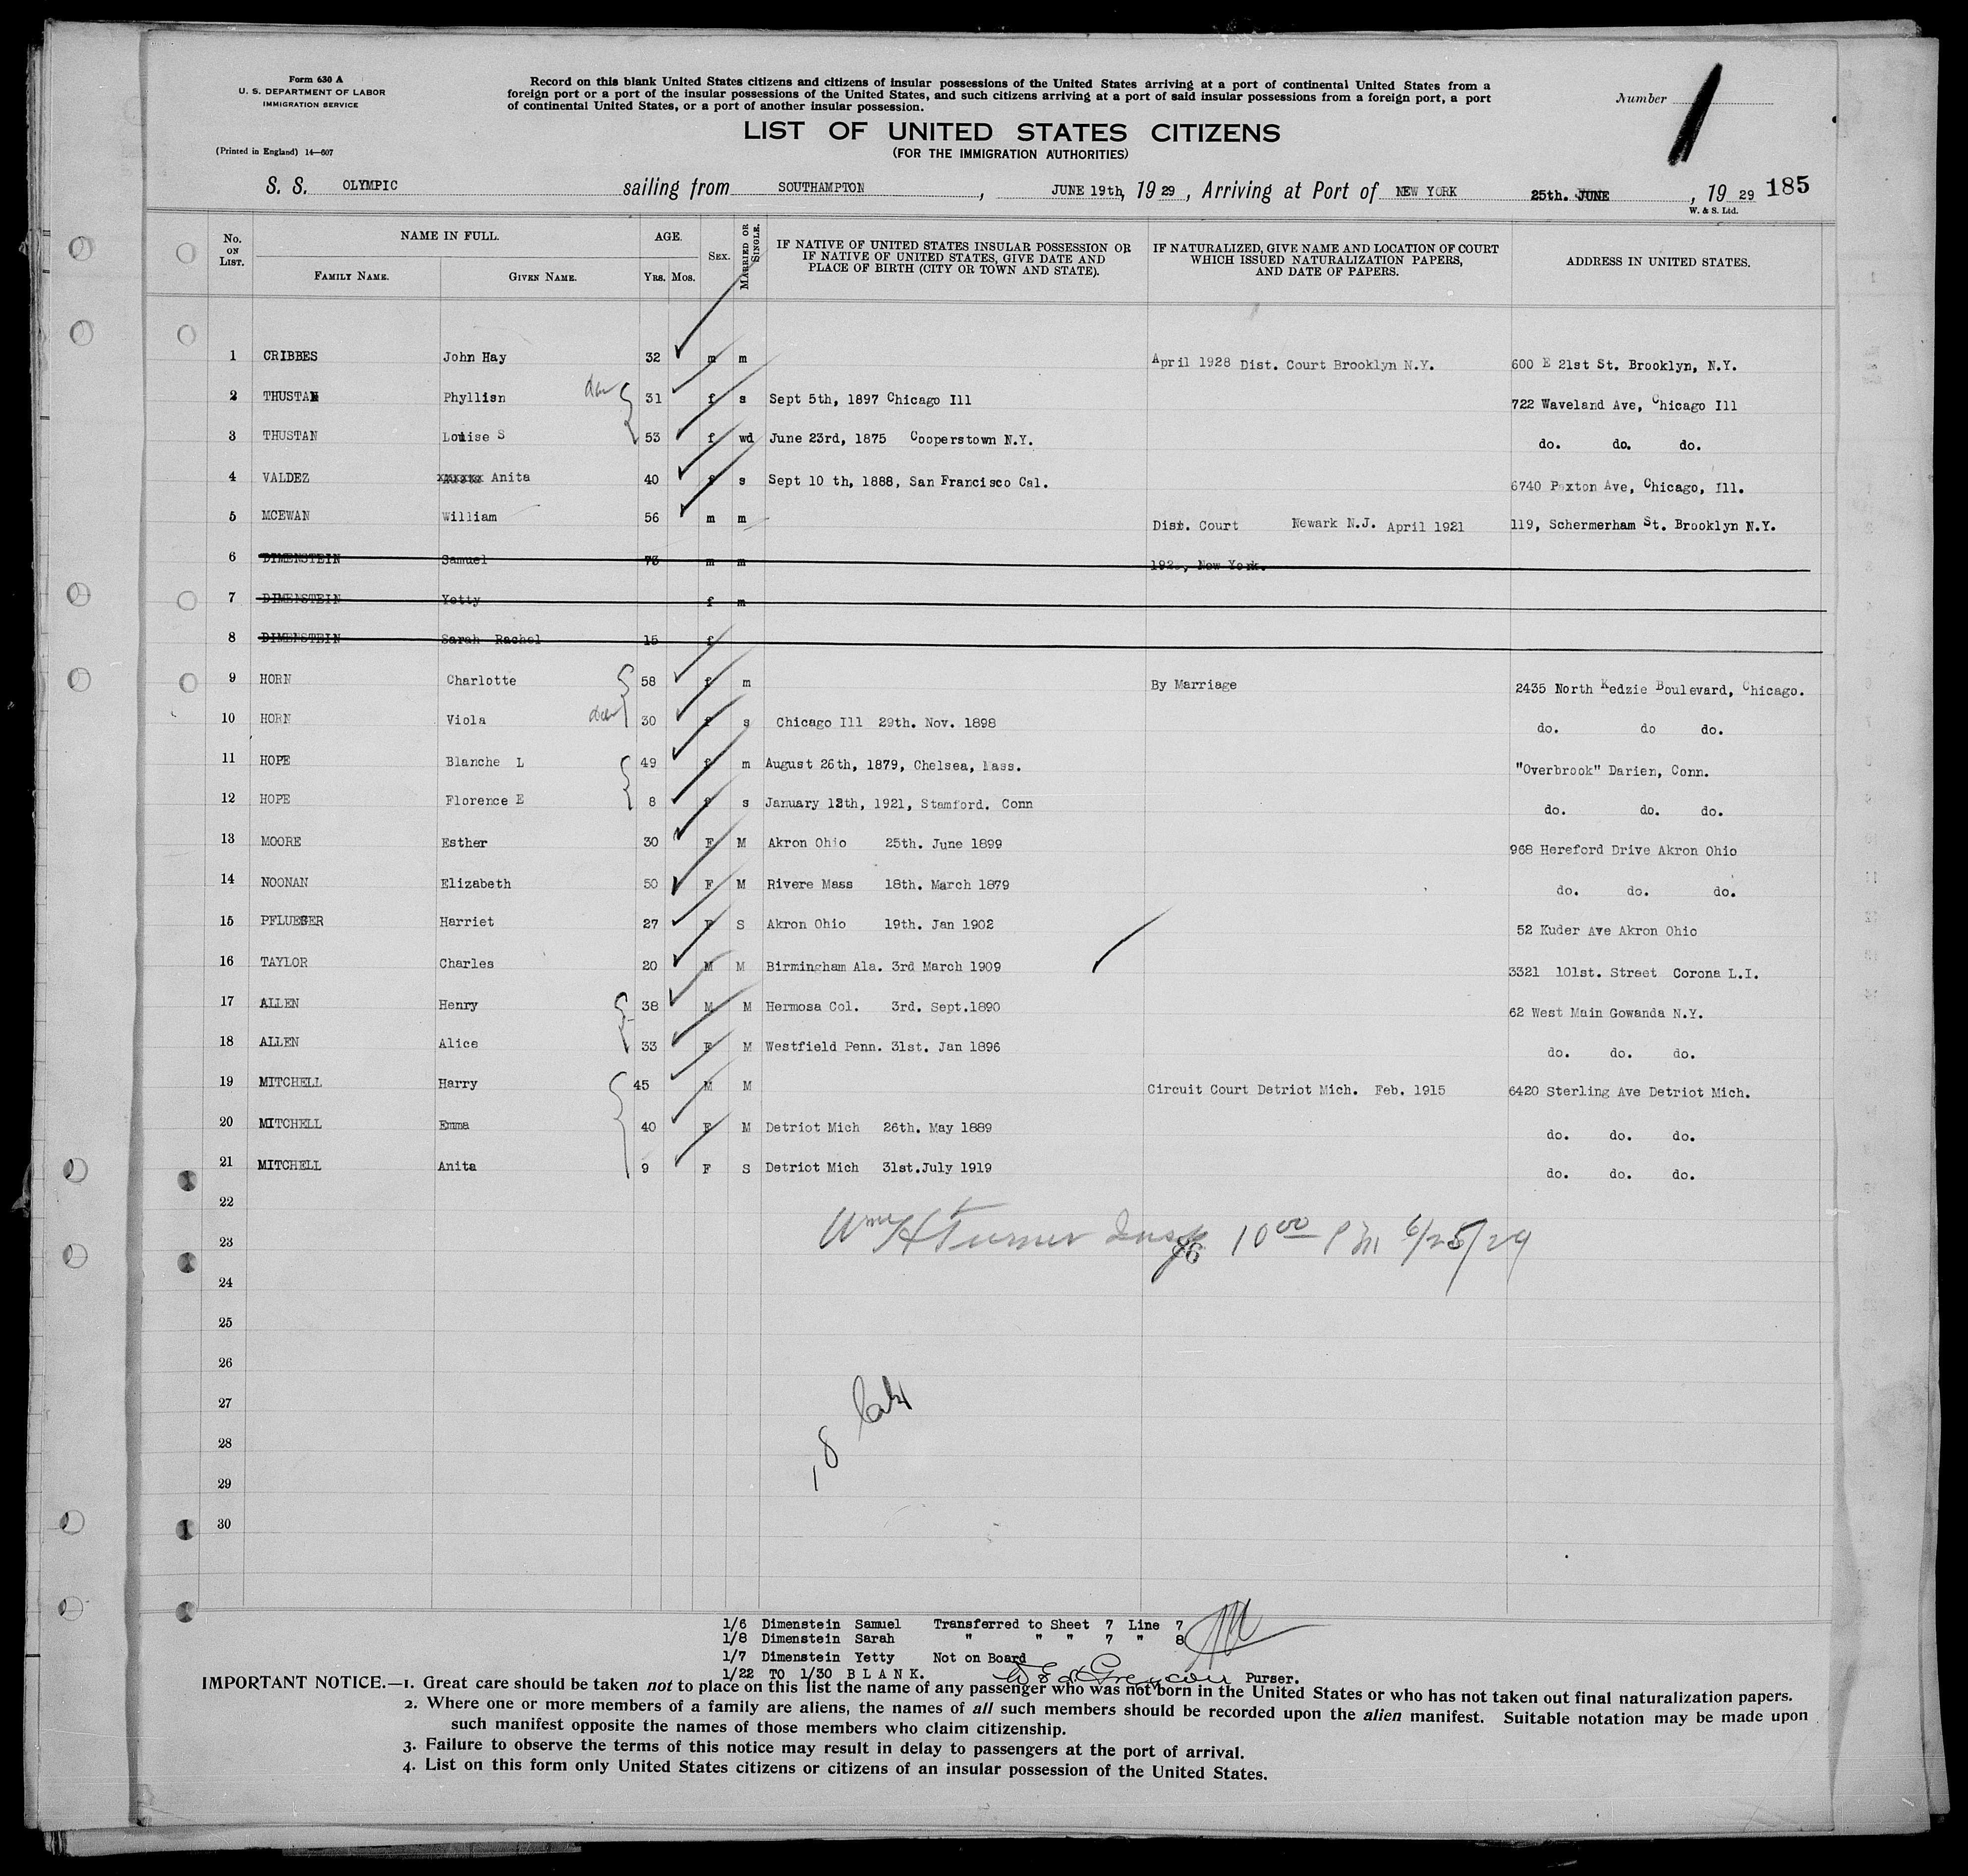 Form 630 A
U. S. DEPARTMENT OF LABOR
IMMIGRATION SERVICE
(Printed in England) 14—607
Record on this blank United States citizens and citizens of insular possessions of the United States arriving at a port of continental United States from a
foreign port or a port of the insular possessions of the United States, and such citizens arriving at a port of said insular possessions from a foreign port, a port
of continental United States, or a port of another insular possession.
Number 1
LIST OF UNITED STATES CITIZENS
(FOR THE IMMIGRATION AUTHORITIES)
S. S. OLYMPIC sailing from SOUTHAMPTON, JUNE 19th, 1929, Arriving at Port of NEW YORK 25th. JUNE, 1929 185
W. & S. Ltd.
No. ON LIST. NAME IN FULL. AGE. SEX. MARRIED OR SINGLE. IF NATIVE OF UNITED STATES INSULAR POSSESSION OR IF NATIVE OF UNITED STATES, GIVE DATE AND PLACE OF BIRTH (CITY OR TOWN AND STATE). IF NATURALIZED, GIVE NAME AND LOCATION OF COURT WHICH ISSUED NATURALIZATION PAPERS, AND DATE OF PAPERS. ADDRESS IN UNITED STATES.
FAMILY NAME. GIVEN NAME. YRS. MOS.
1 CRIBBES John Hay 32 m m April 1928 Dist. Court Brooklyn N.Y. 600 E 21st St. Brooklyn, N.Y.
2 THUSTAN Phyllisn 31 f s Sept 5th, 1897 Chicago Ill 722 Waveland Ave, Chicago Ill
3 THUSTAN Louise S 53 f wd June 23rd, 1875 Cooperstown N.Y. do. do. do.
4 VALDEZ Anita 40 f s Sept 10 th, 1888, San Francisco Cal. 6740 Paxton Ave, Chicago, Ill.
5 MCEWAN William 56 m m Dist. Court Newark N.J. April 1921 119, Schermerham St. Brooklyn N.Y.
6 DIMENSTEIN Samuel 73 m m New York.
7 DIMENSTEIN Yetty f m
8 DIMENSTEIN Sarah Rachel 15 f
9 HORN Charlotte 58 f m By Marriage 2435 North Kedzie Boulevard, Chicago.
10 HORN Viola 30 f s Chicago Ill 29th. Nov. 1898 do. do do.
11 HOPE Blanche L 49 f m August 26th, 1879, Chelsea, Mass. "Overbrook" Darien, Conn.
12 HOPE Florence E 8 f s January 12th, 1921, Stamford. Conn do. do. do.
13 MOORE Esther 30 F M Akron Ohio 25th. June 1899 968 Hereford Drive Akron Ohio
14 NOONAN Elizabeth 50 F M Rivere Mass 18th. March 1879 do. do. do.
15 PFLUEGER Harriet 27 F S Akron Ohio 19th. Jan 1902 52 Kuder Ave Akron Ohio
16 TAYLOR Charles 20 M M Birmingham Ala. 3rd March 1909 3321 101st. Street Corona L.I.
17 ALLEN Henry 38 M M Hermosa Col. 3rd. Sept.1890 62 West Main Gowanda N.Y.
18 ALLEN Alice 33 F M Westfield Penn. 31st. Jan 1896 do. do. do.
19 MITCHELL Harry 45 M M Circuit Court Detriot Mich. Feb. 1915 6420 Sterling Ave Detriot Mich.
20 MITCHELL Emma 40 F M Detriot Mich 26th. May 1889 do. do. do.
21 MITCHELL Anita 9 F S Detriot Mich 31st.July 1919 do. do. do.
22
23 Wm H Turner Insp 10 00 PM 6/25/29
86
24
25
26
27
28
29
30
18
1/6 Dimenstein Samuel Transferred to Sheet 7 Line 7
1/8 Dimenstein Sarah " " " 7 " 8
1/7 Dimenstein Yetty Not on Board
1/22 TO 1/30 B L A N K. Purser.
IMPORTANT NOTICE.—1. Great care should be taken not to place on this list the name of any passenger who was not born in the United States or who has not taken out final naturalization papers.
2. Where one or more members of a family are aliens, the names of all such members should be recorded upon the alien manifest. Suitable notation may be made upon
such manifest opposite the names of those members who claim citizenship.
3. Failure to observe the terms of this notice may result in delay to passengers at the port of arrival.
4. List on this form only United States citizens or citizens of an insular possession of the United States.